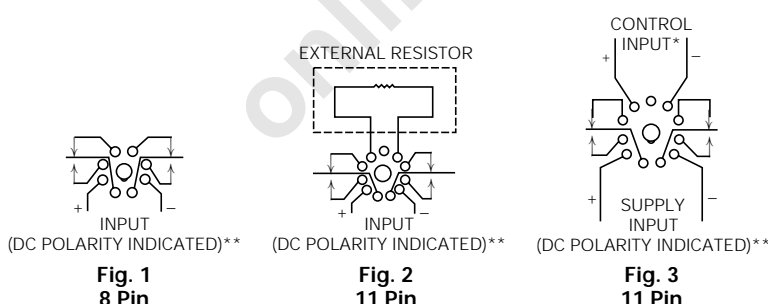 onlin
CONTROL
INPUT*
+ −
EXTERNAL RESISTOR
+ −
INPUT
(DC POLARITY INDICATED)**
Fig. 1
8 Pin
+ −
INPUT
(DC POLARITY INDICATED)**
Fig. 2
11 Pin
+ −
SUPPLY
INPUT
(DC POLARITY INDICATED)**
Fig. 3
11 Pin